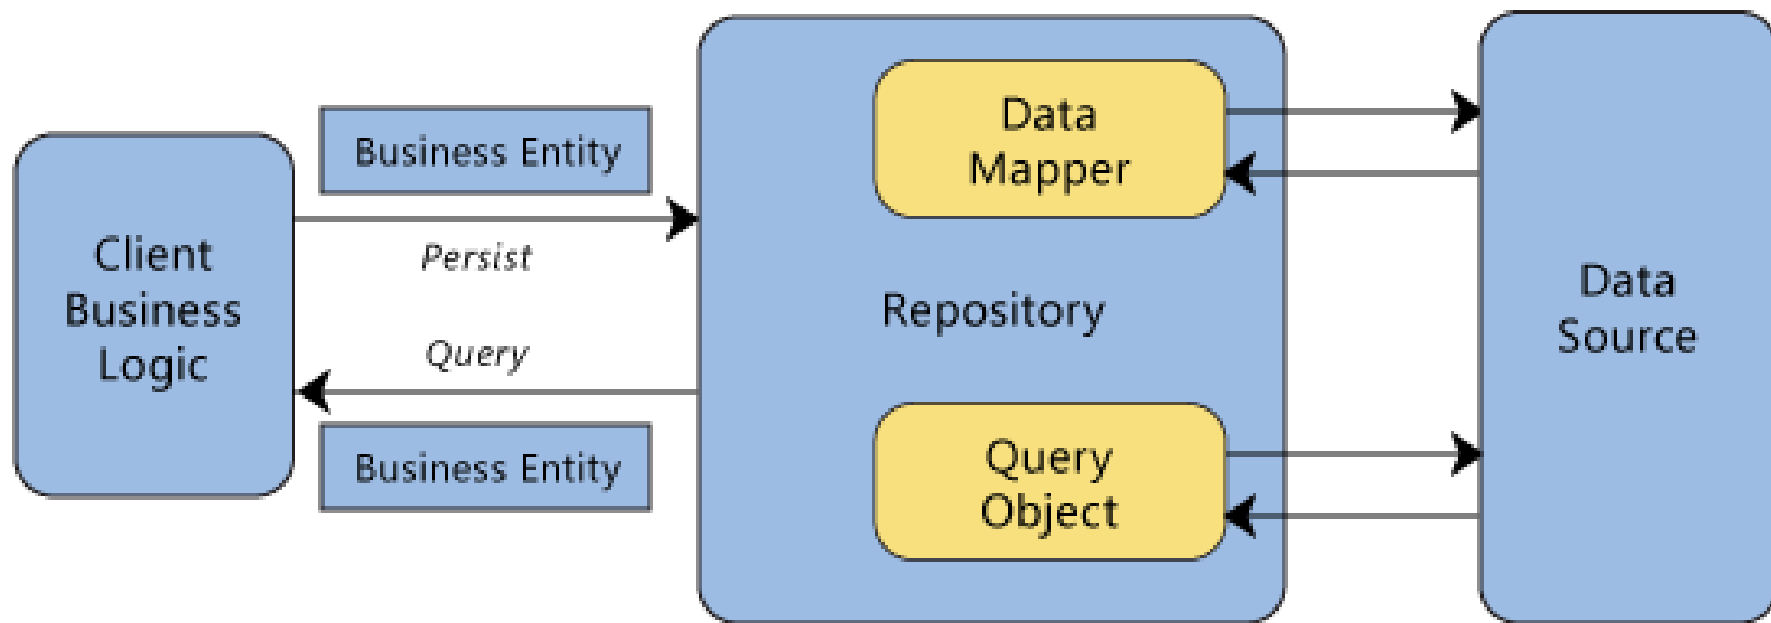 Client
Business
Logic
Business Entity
Persist
Query
Business Entity
Data
Mapper
Repository
Query
Object
Data
Source